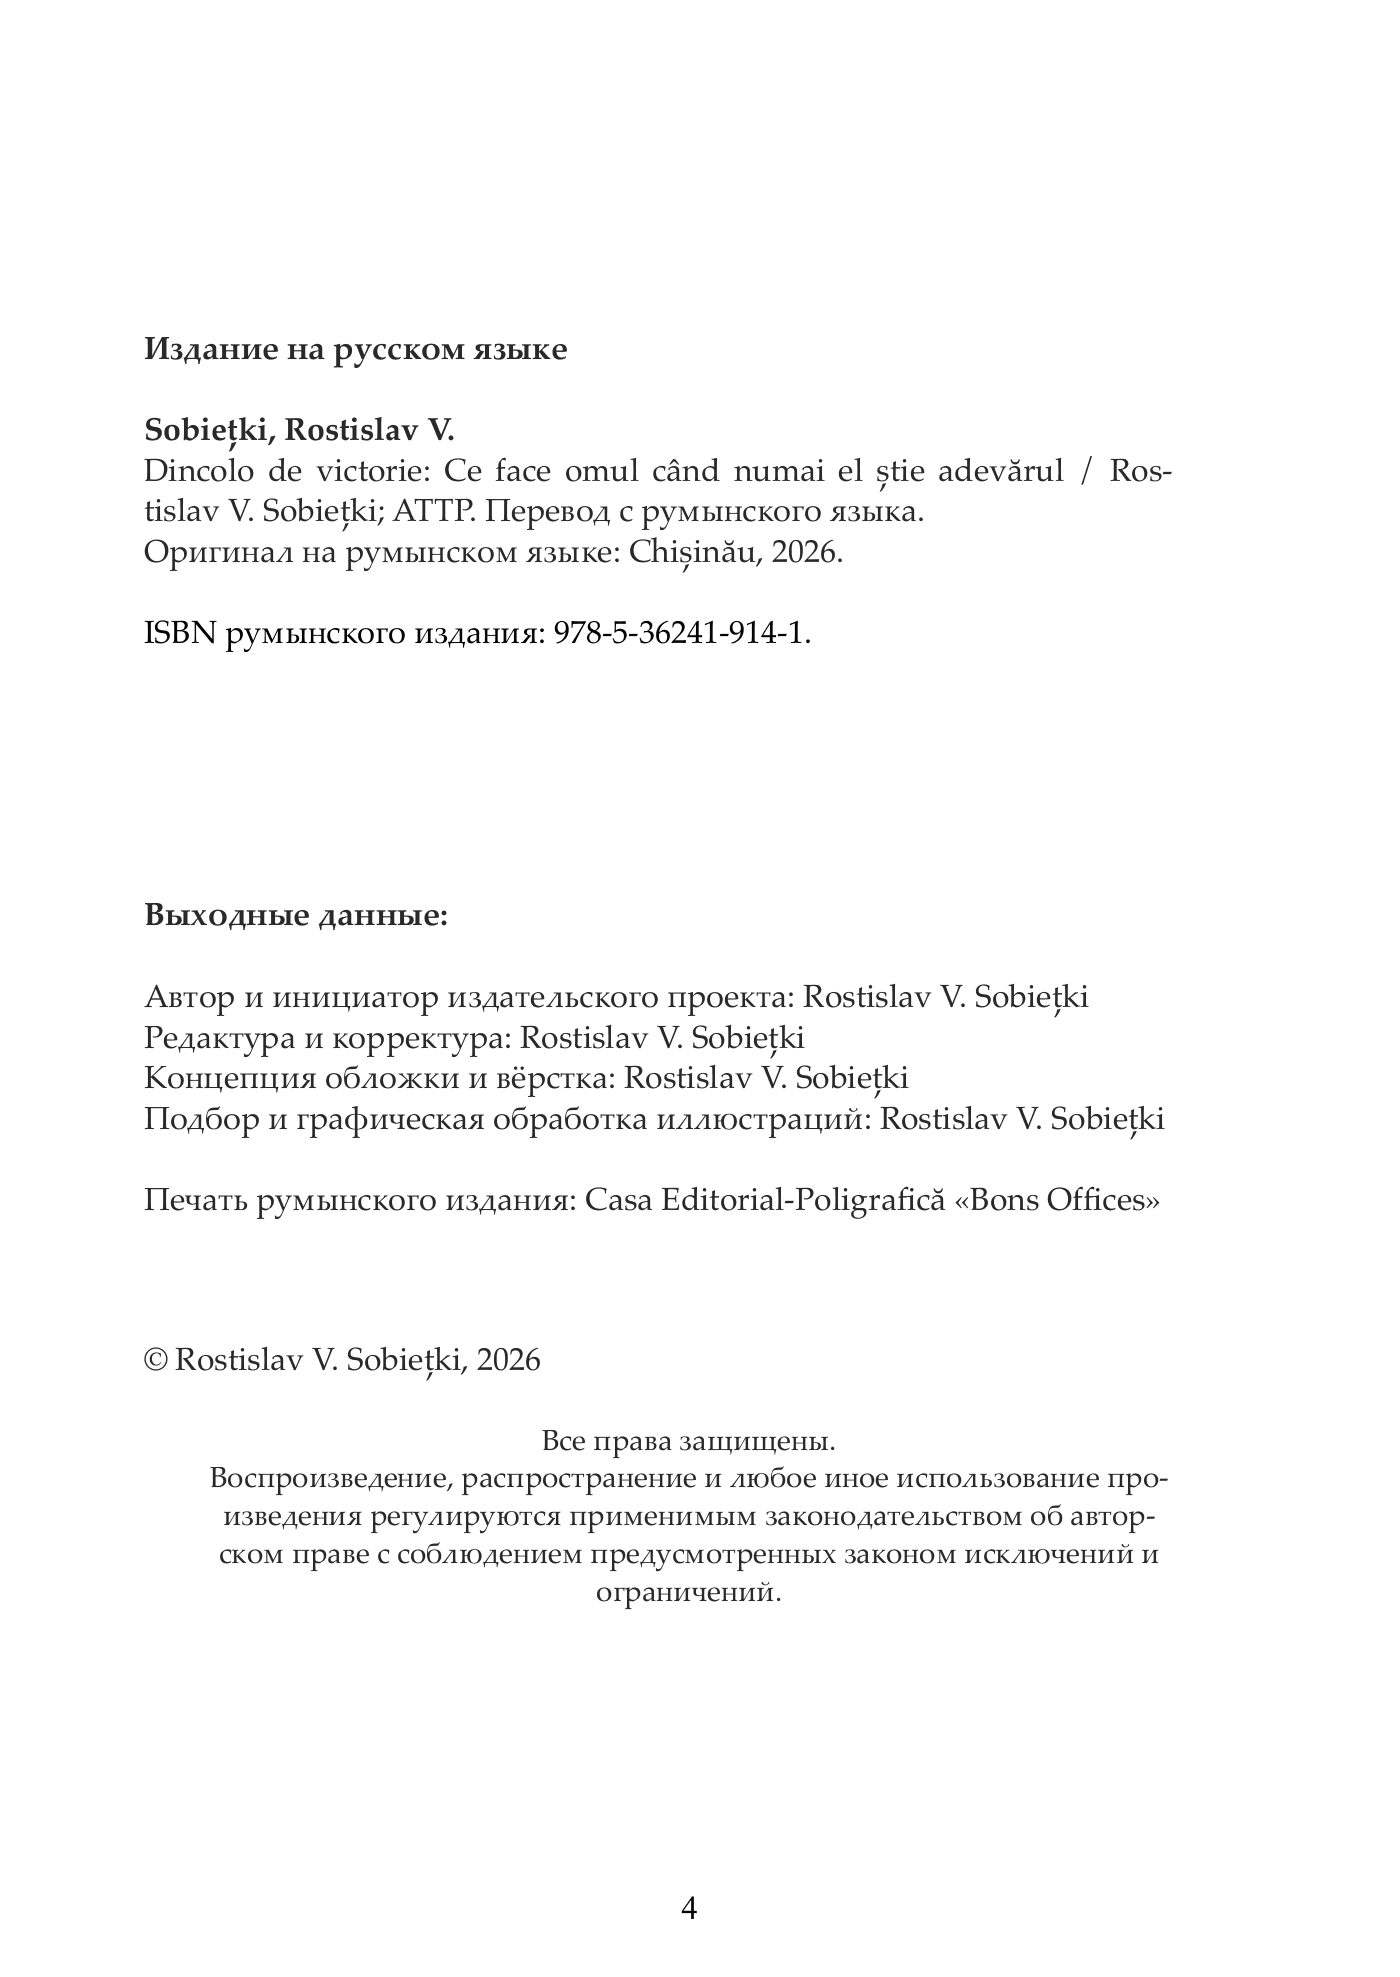 Издание на русском языке
Sobiețki, Rostislav V.
Dincolo de victorie: Ce face omul când numai el știe adevărul / Ros-
tislav V. Sobiețki; ATTP. Перевод с румынского языка.
Оригинал на румынском языке: Chișinău, 2026.
ISBN румынского издания: 978-5-36241-914-1.
Выходные данные:
Автор и инициатор издательского проекта: Rostislav V. Sobiețki
Редактура и корректура: Rostislav V. Sobiețki
Концепция обложки и вёрстка: Rostislav V. Sobiețki
Подбор и графическая обработка иллюстраций: Rostislav V. Sobiețki
Печать румынского издания: Casa Editorial-Poligrafică «Bons Offices»
© Rostislav V. Sobiețki, 2026
Все права защищены.
Воспроизведение, распространение и любое иное использование про-
изведения регулируются применимым законодательством об автор-
ском праве с соблюдением предусмотренных законом исключений и
ограничений.
4